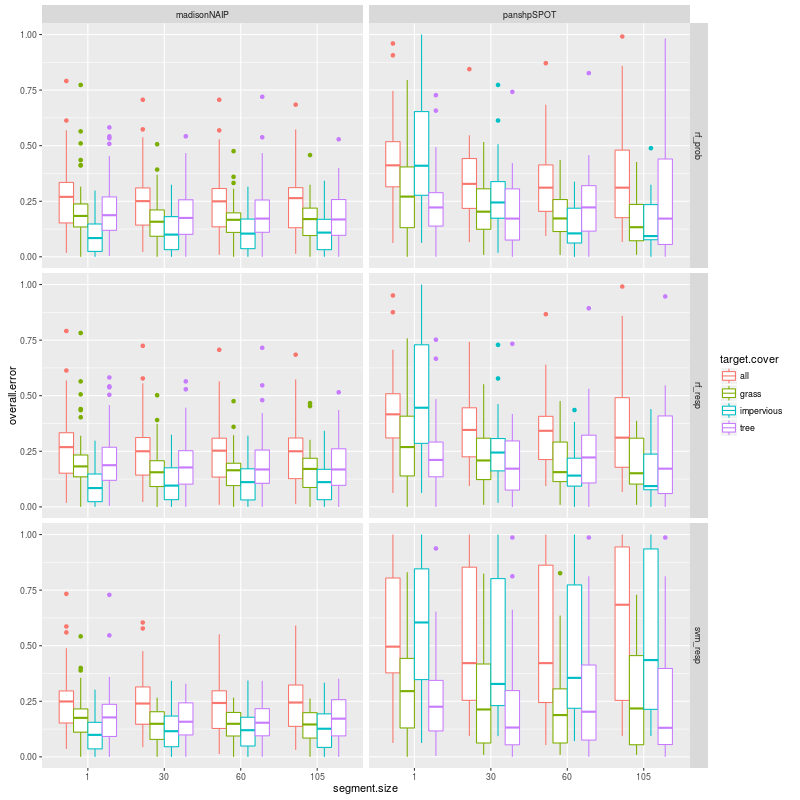 madisonNAIP panshpSPOT
1.00
0.75
0.50
0.25
0.00
rf_prob
1.00
0.75
0.50
0.25
0.00
rf_resp
1.00
0.75
0.50
0.25
0.00
svm_resp
overall.error
1 30 60 105 1 30 60 105
segment.size
target.cover
all
grass
impervious
tree